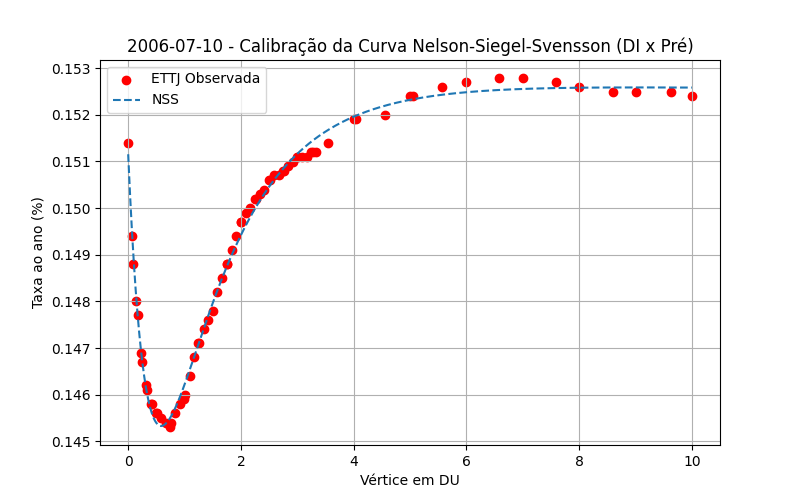 2006-07-10 - Calibração da Curva Nelson-Siegel-Svensson (DI x Pré)
ETTJ Observada
NSS
Taxa ao ano (%)
0.153
0.152
0.151
0.150
0.149
0.148
0.147
0.146
0.145
0 2 4 6 8 10
Vértice em DU